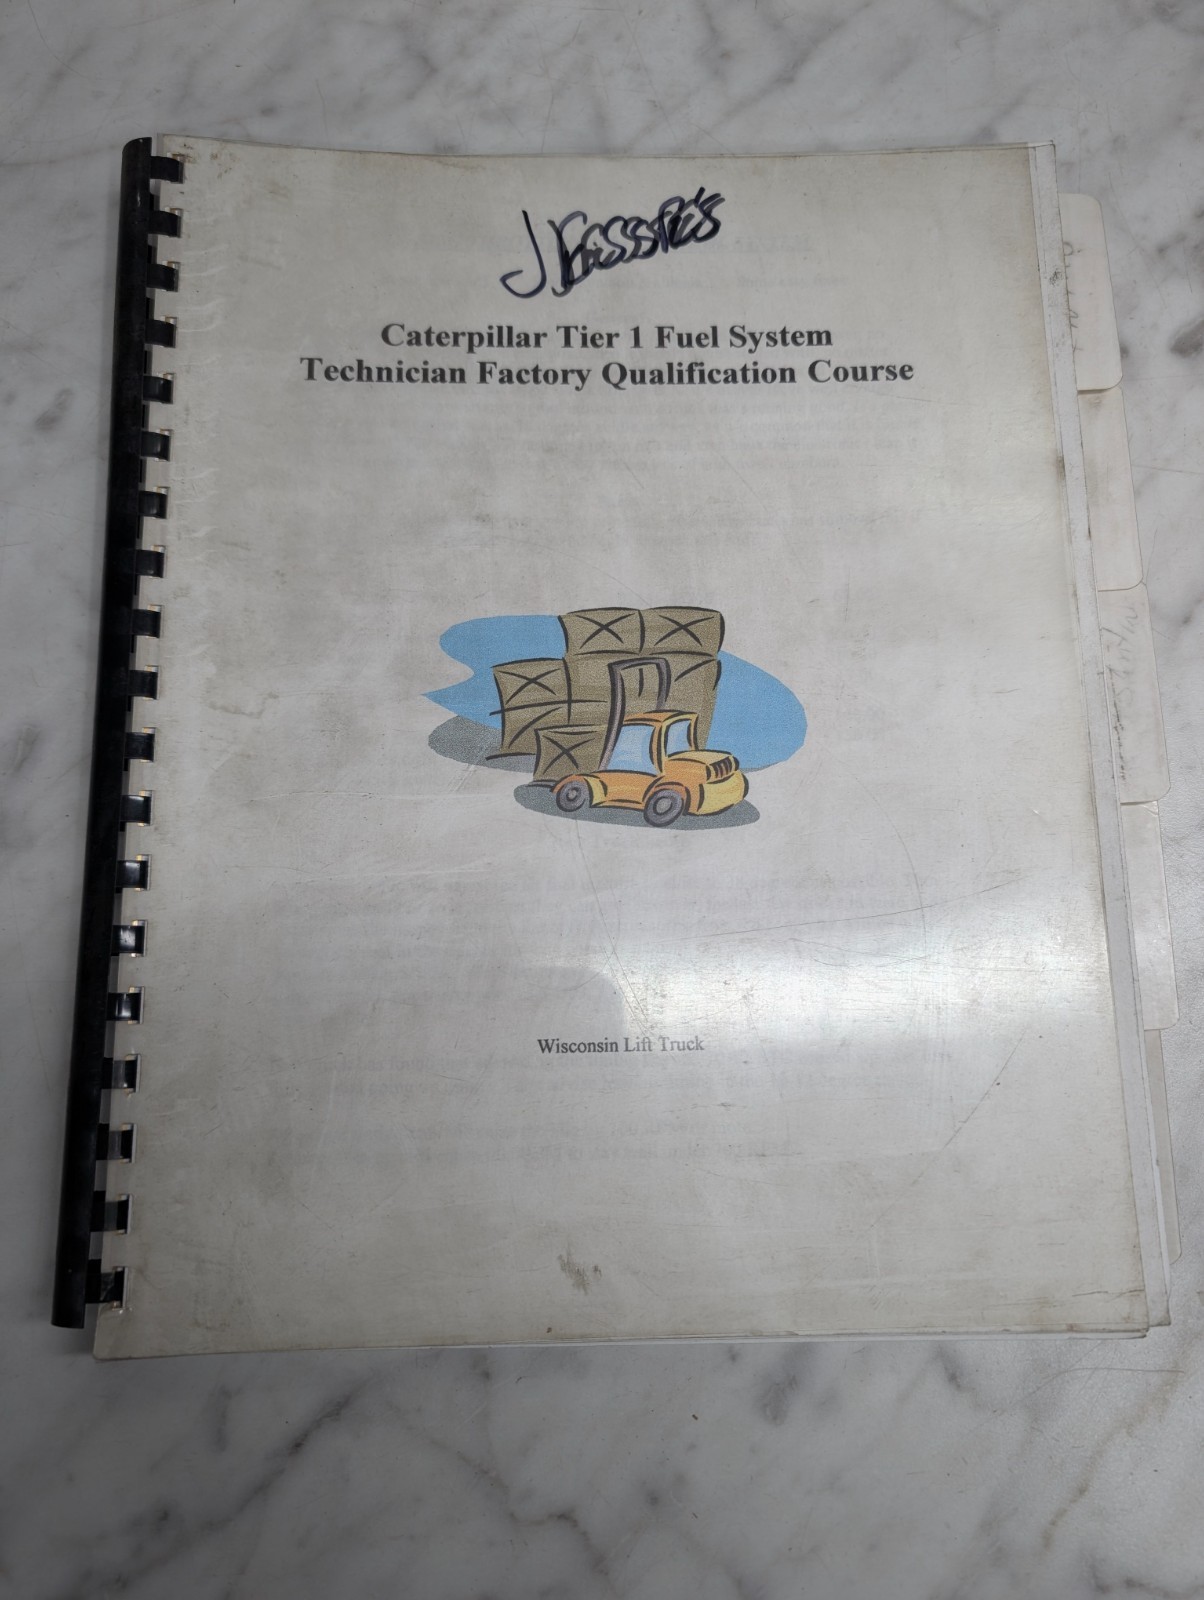 Caterpillar Tier 1 Fuel System
Technician Factory Qualification Course
Wisconsin Lift Truck